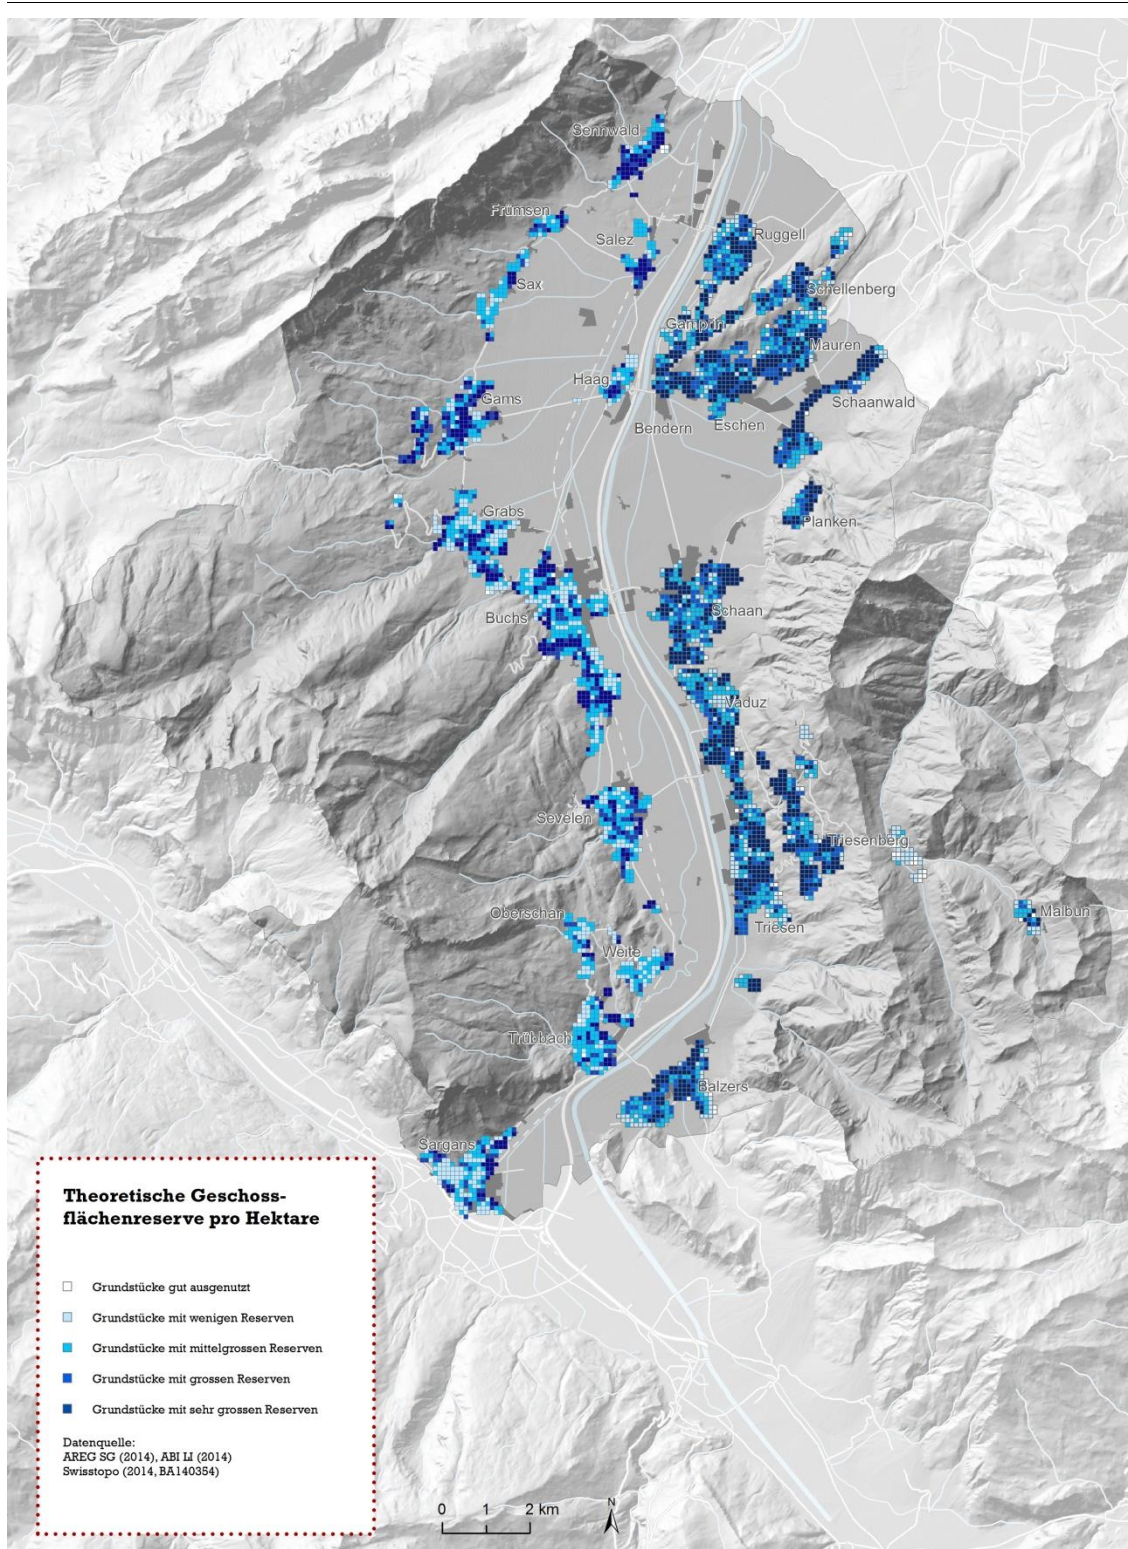 Sennwald
Frümsen
Salez
Ruggell
Sax
Schellenberg
Gamprin
Mauren
Haag
Gams
Schaanwald
Bendern
Eschen
Grabs
Planken
Buchs
Schaan
Vaduz
Sevelen
Triesenberg
Oberschan
Malbun
Triesen
Weite
Trübbach
Balzers
Sargans
Theoretische Geschoss-
flächenreserve pro Hektare
Grundstücke gut ausgenutzt
Grundstücke mit wenigen Reserven
Grundstücke mit mittelgrossen Reserven
Grundstücke mit grossen Reserven
Grundstücke mit sehr grossen Reserven
Datenquelle:
AREG SG (2014), ABI LI (2014)
Swisstopo (2014, BA140354)
0 1 2 km
N